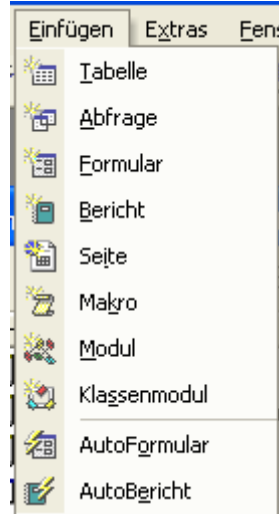 Einfügen Extras Fens
Tabelle
Abfrage
Formular
Bericht
Seite
Makro
Modul
Klassenmodul
AutoFormular
AutoBericht